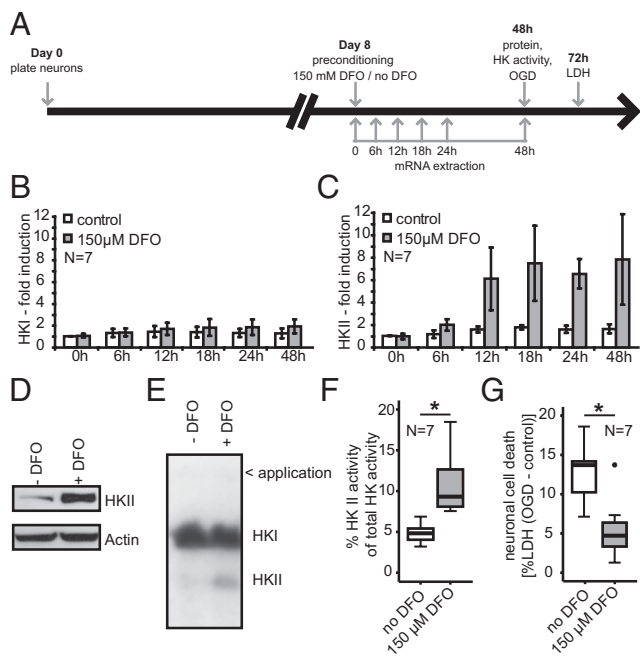 A
Day 0
plate neurons
Day 8
preconditioning
150 mM DFO / no DFO
48h
protein,
HK activity,
OGD
72h
LDH
0 6h 12h 18h 24h 48h
mRNA extraction
B
HKI - fold induction
12
10
8
6
4
2
0
control
150µM DFO
N=7
0h 6h 12h 18h 24h 48h
C
HKII - fold induction
12
10
8
6
4
2
0
control
150µM DFO
N=7
0h 6h 12h 18h 24h 48h
D
- DFO
+ DFO
HKII
Actin
E
- DFO
+ DFO
< application
HKI
HKII
F
% HK II activity
of total HK activity
20
15
10
5
0
*
N=7
no DFO
150 µM DFO
G
neuronal cell death
[%LDH (OGD - control)]
20
15
10
5
0
*
N=7
no DFO
150 µM DFO